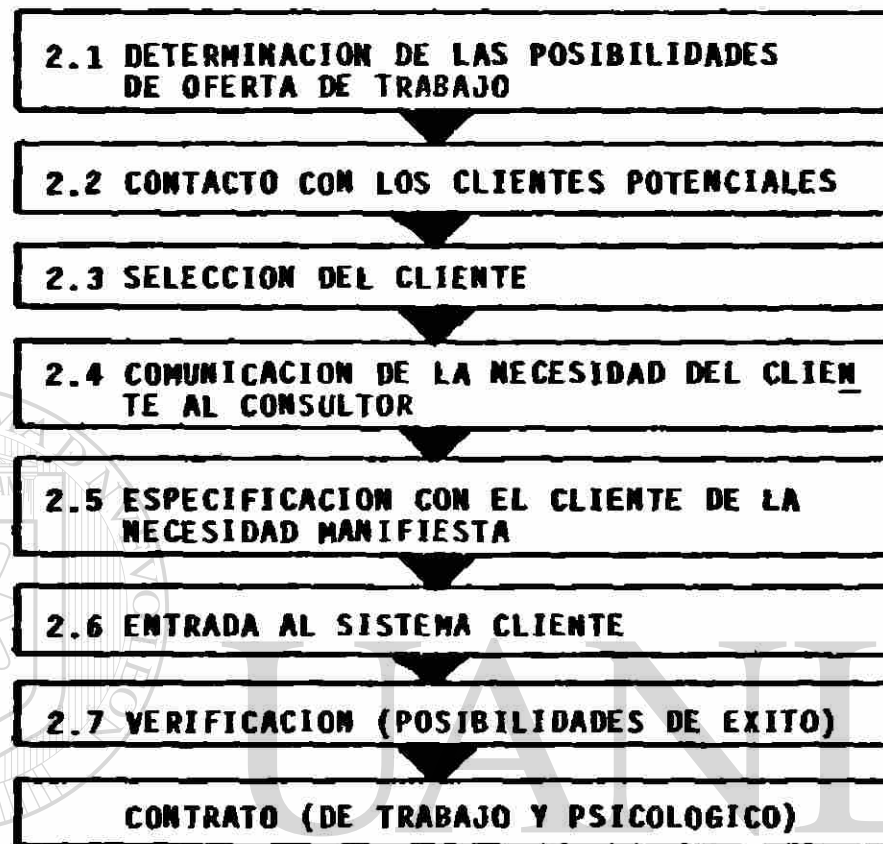 2.1 DETERMINACION DE LAS POSIBILIDADES
DE OFERTA DE TRABAJO
2.2 CONTACTO CON LOS CLIENTES POTENCIALES
2.3 SELECCION DEL CLIENTE
2.4 COMUNICACION DE LA NECESIDAD DEL CLIEN
TE AL CONSULTOR
2.5 ESPECIFICACION CON EL CLIENTE DE LA
NECESIDAD MANIFIESTA
2.6 ENTRADA AL SISTEMA CLIENTE
2.7 VERIFICACION (POSIBILIDADES DE EXITO)
CONTRATO (DE TRABAJO Y PSICOLOGICO)
UANL